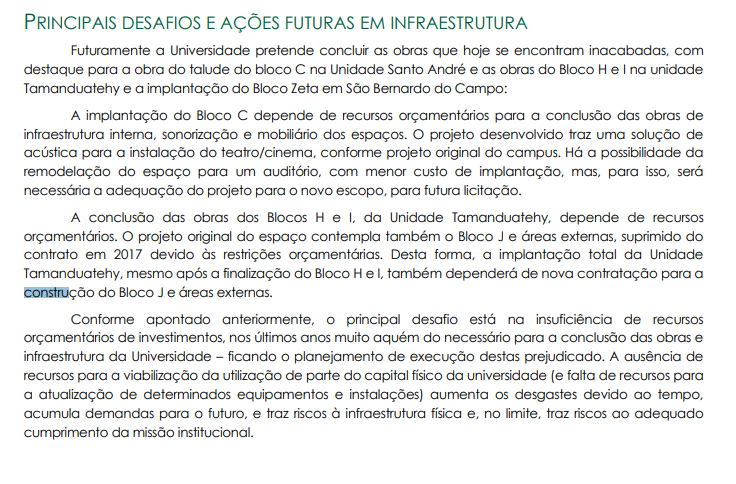 PRINCIPAIS DESAFIOS E AÇÕES FUTURAS EM INFRAESTRUTURA
Futuramente a Universidade pretende concluir as obras que hoje se encontram inacabadas, com
destaque para a obra do talude do bloco C na Unidade Santo André e as obras do Bloco H e I na unidade
Tamanduatehy e a implantação do Bloco Zeta em São Bernardo do Campo:
A implantação do Bloco C depende de recursos orçamentários para a conclusão das obras de
infraestrutura interna, sonorização e mobiliário dos espaços. O projeto desenvolvido traz uma solução de
acústica para a instalação do teatro/cinema, conforme projeto original do campus. Há a possibilidade da
remodelação do espaço para um auditório, com menor custo de implantação, mas, para isso, será
necessária a adequação do projeto para o novo escopo, para futura licitação.
A conclusão das obras dos Blocos H e I, da Unidade Tamanduatehy, depende de recursos
orçamentários. O projeto original do espaço contempla também o Bloco J e áreas externas, suprimido do
contrato em 2017 devido às restrições orçamentárias. Desta forma, a implantação total da Unidade
Tamanduatehy, mesmo após a finalização do Bloco H e I, também dependerá de nova contratação para a
construção do Bloco J e áreas externas.
Conforme apontado anteriormente, o principal desafio está na insuficiência de recursos
orçamentários de investimentos, nos últimos anos muito aquém do necessário para a conclusão das obras e
infraestrutura da Universidade – ficando o planejamento de execução destas prejudicado. A ausência de
recursos para a viabilização da utilização de parte do capital físico da universidade (e falta de recursos para
a atualização de determinados equipamentos e instalações) aumenta os desgastes devido ao tempo,
acumula demandas para o futuro, e traz riscos à infraestrutura física e, no limite, traz riscos ao adequado
cumprimento da missão institucional.